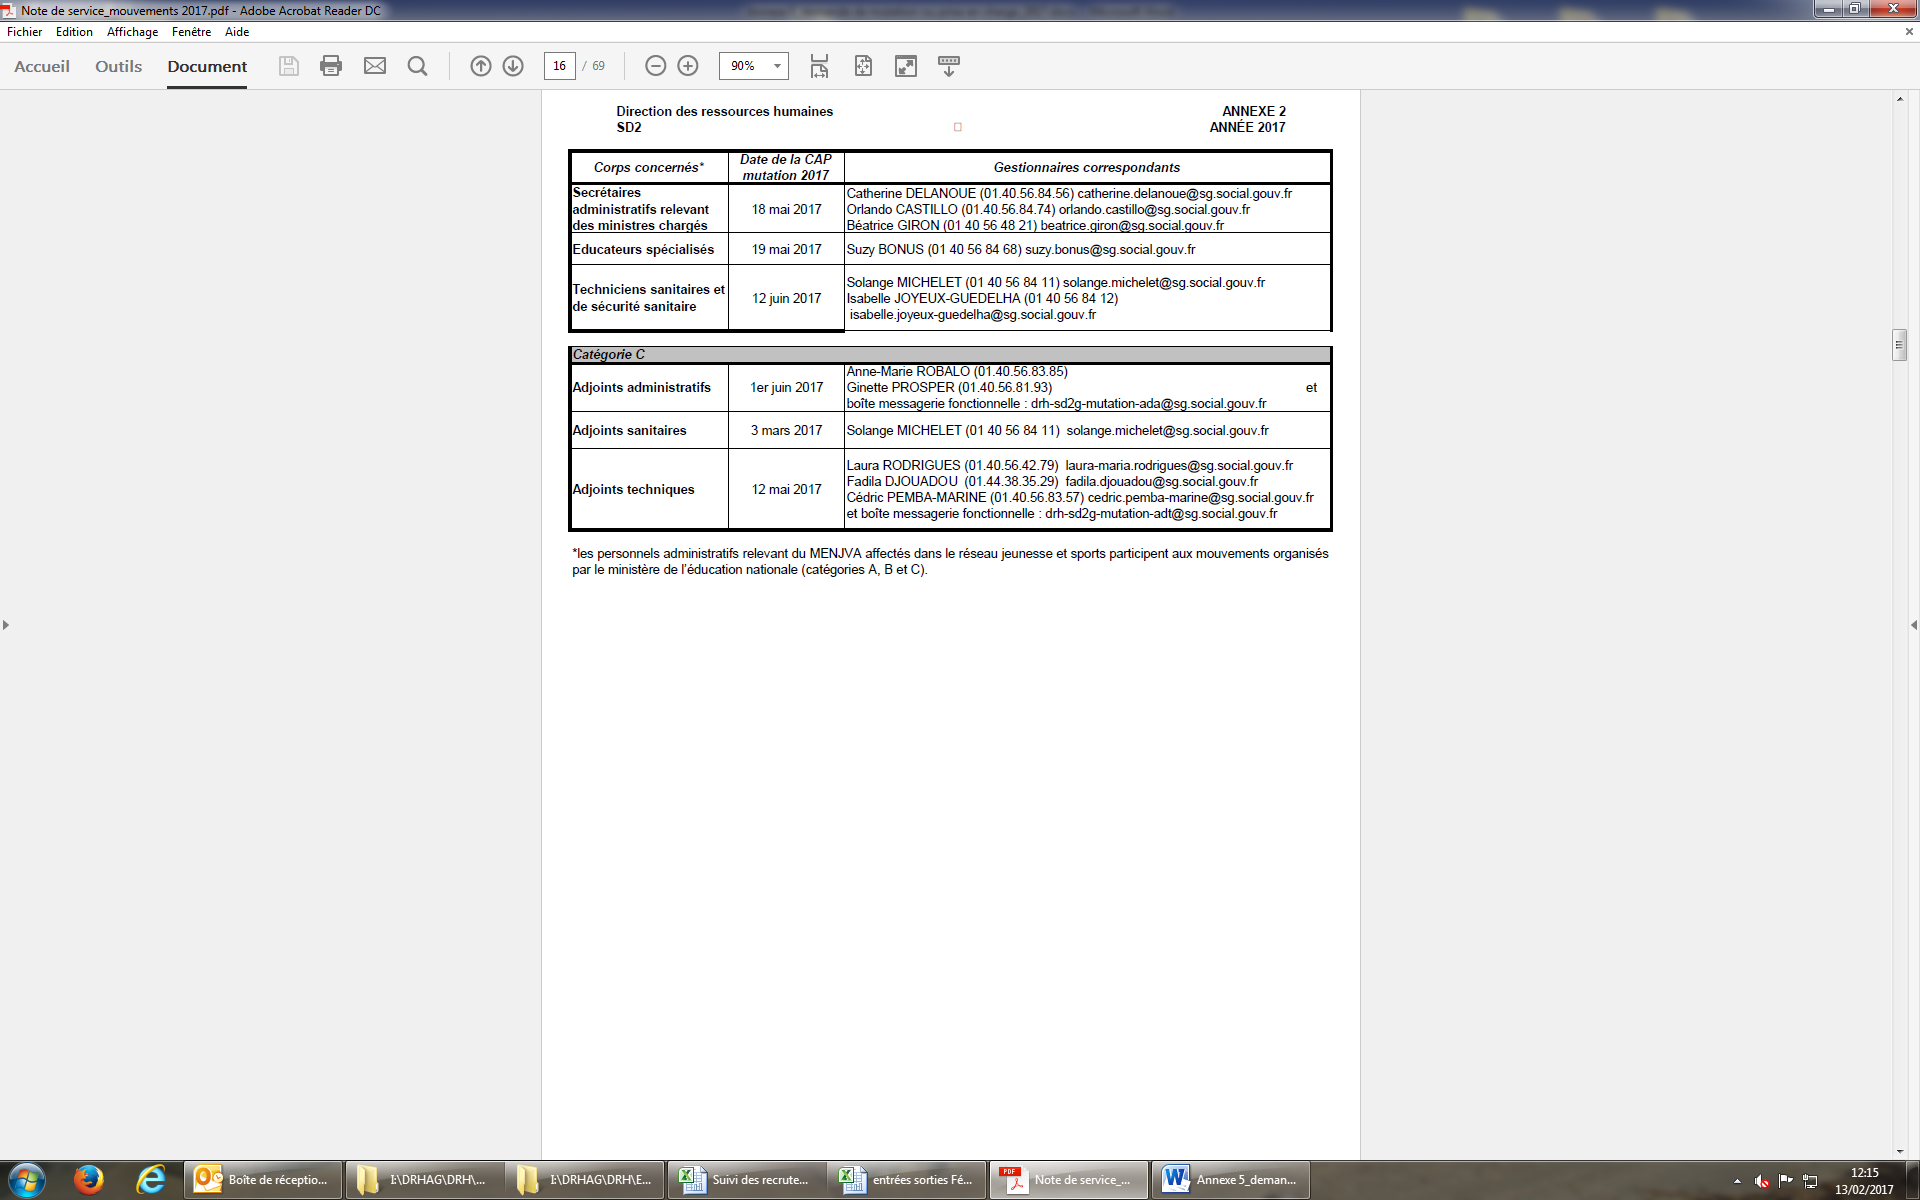 Note de service_mouvements 2017.pdf - Adobe Acrobat Reader DC
Fichier Edition Affichage Fenêtre Aide
Accueil Outils Document 16 / 69 90%
Direction des ressources humaines ANNEXE 2
SD2 ANNÉE 2017
Corps concernés* Date de la CAP mutation 2017 Gestionnaires correspondants
Secrétaires administratifs relevant des ministres chargés
18 mai 2017
Catherine DELANOUE (01.40.56.84.56) catherine.delanoue@sg.social.gouv.fr
Orlando CASTILLO (01.40.56.84.74) orlando.castillo@sg.social.gouv.fr
Béatrice GIRON (01 40 56 48 21) beatrice.giron@sg.social.gouv.fr
Educateurs spécialisés 19 mai 2017 Suzy BONUS (01 40 56 84 68) suzy.bonus@sg.social.gouv.fr
Techniciens sanitaires et de sécurité sanitaire
12 juin 2017
Solange MICHELET (01 40 56 84 11) solange.michelet@sg.social.gouv.fr
Isabelle JOYEUX-GUEDELHA (01 40 56 84 12)
isabelle.joyeux-guedelha@sg.social.gouv.fr
Catégorie C
Adjoints administratifs 1er juin 2017
Anne-Marie ROBALO (01.40.56.83.85)
Ginette PROSPER (01.40.56.81.93) et
boîte messagerie fonctionnelle : drh-sd2g-mutation-ada@sg.social.gouv.fr
Adjoints sanitaires 3 mars 2017 Solange MICHELET (01 40 56 84 11) solange.michelet@sg.social.gouv.fr
Adjoints techniques 12 mai 2017
Laura RODRIGUES (01.40.56.42.79) laura-maria.rodrigues@sg.social.gouv.fr
Fadila DJOUADOU (01.44.38.35.29) fadila.djouadou@sg.social.gouv.fr
Cédric PEMBA-MARINE (01.40.56.83.57) cedric.pemba-marine@sg.social.gouv.fr
et boîte messagerie fonctionnelle : drh-sd2g-mutation-adt@sg.social.gouv.fr
*les personnels administratifs relevant du MENJVA affectés dans le réseau jeunesse et sports participent aux mouvements organisés
par le ministère de l'éducation nationale (catégories A, B et C).
Boîte de réceptio... I:\DRHAG\DRH\... I:\DRHAG\DRH\E... Suivi des recrute... entrées sorties Fé... Note de service_... Annexe 5_deman...
12:15
13/02/2017